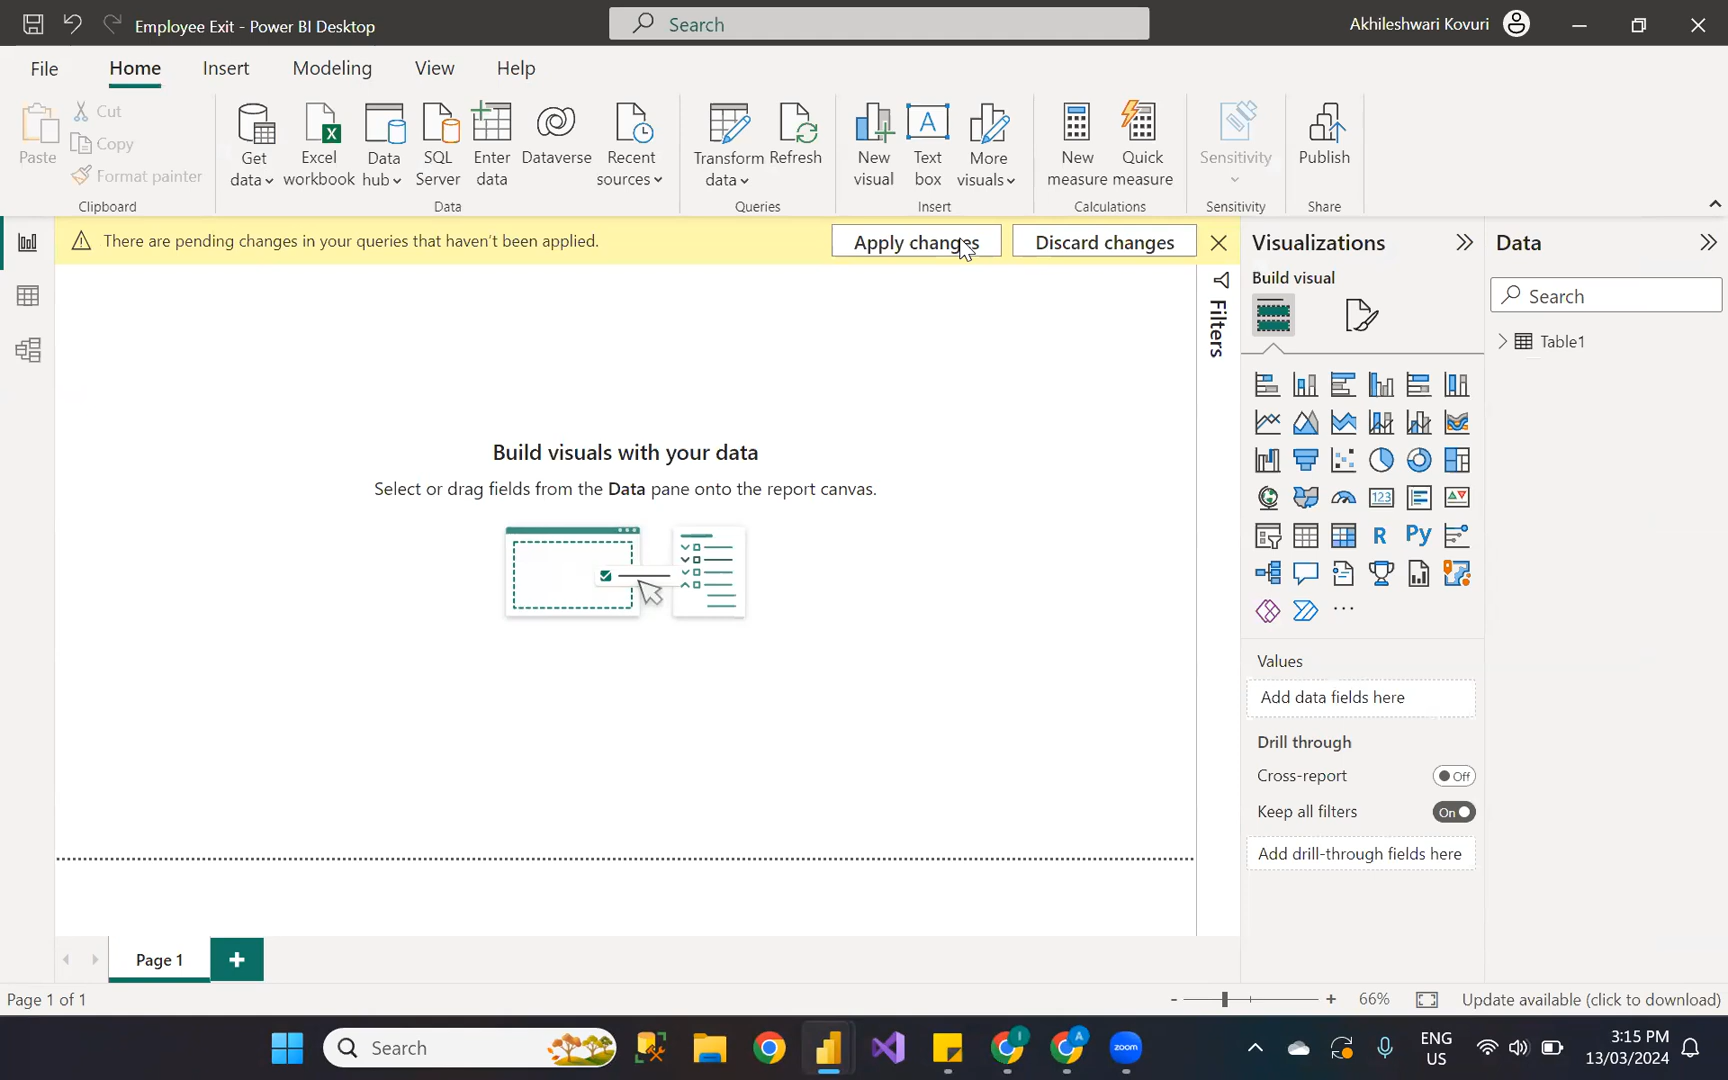 Employee Exit - Power BI Desktop
Search
Akhileshwari Kovuri
File
Home
Insert
Modeling
View
Help
Paste
Cut
Copy
Format painter
Clipboard
Get data
Excel workbook
Data hub
SQL Server
Enter data
Dataverse
Recent sources
Data
Transform data
Refresh
Queries
New visual
Text box
More visuals
Insert
New measure
Quick measure
Calculations
Sensitivity
Sensitivity
Publish
Share
There are pending changes in your queries that haven't been applied.
Apply changes
Discard changes
Filters
Build visuals with your data
Select or drag fields from the Data pane onto the report canvas.
Visualizations
Build visual
123
R
Py
Values
Add data fields here
Drill through
Cross-report
Off
Keep all filters
On
Add drill-through fields here
Data
Search
Table1
Page 1
Page 1 of 1
66%
Update available (click to download)
Search
zoom
ENG
US
3:15 PM
13/03/2024